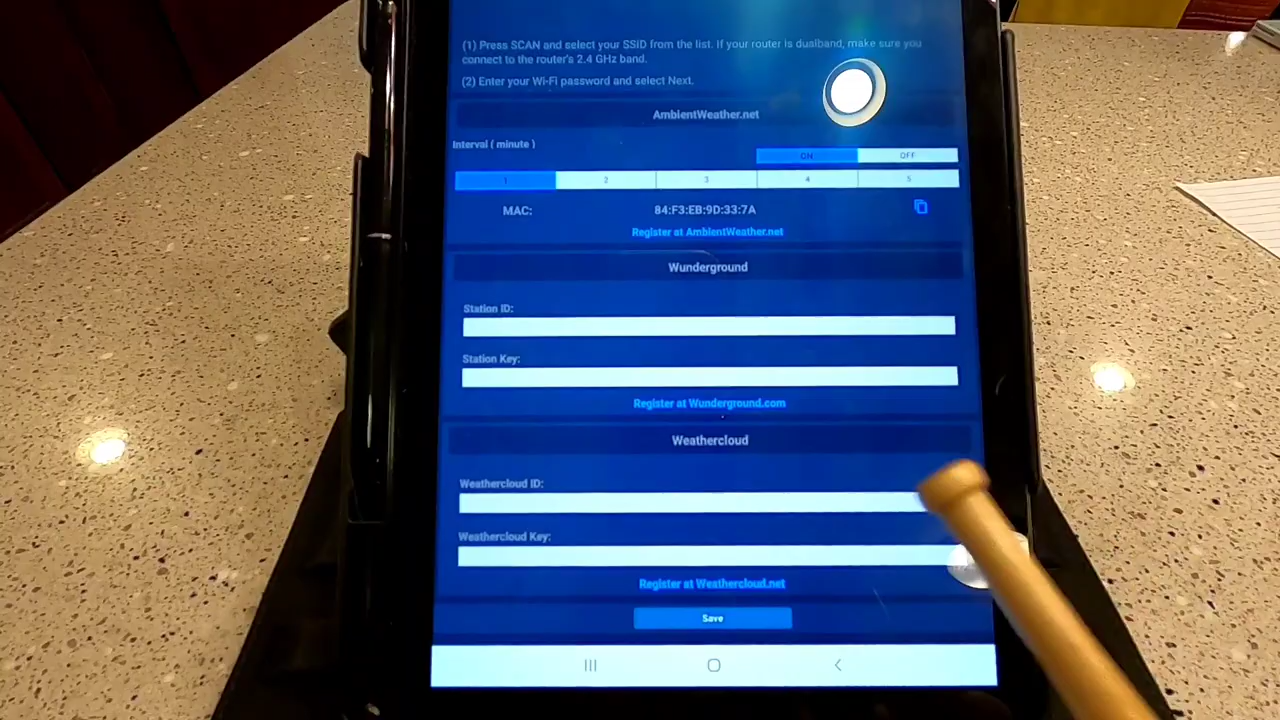 (1) Press SCAN and select your SSID from the list. If your router is dualband, make sure you
connect to the router's 2.4 GHz band.
(2) Enter your Wi-Fi password and select Next.
AmbientWeather.net
Interval ( minute )
ON OFF
1 2 3 4 5
MAC: 84:F3:EB:9D:33:7A
Register at AmbientWeather.net
Wunderground
Station ID:
Station Key:
Register at Wunderground.com
Weathercloud
Weathercloud ID:
Weathercloud Key:
Register at Weathercloud.net
Save